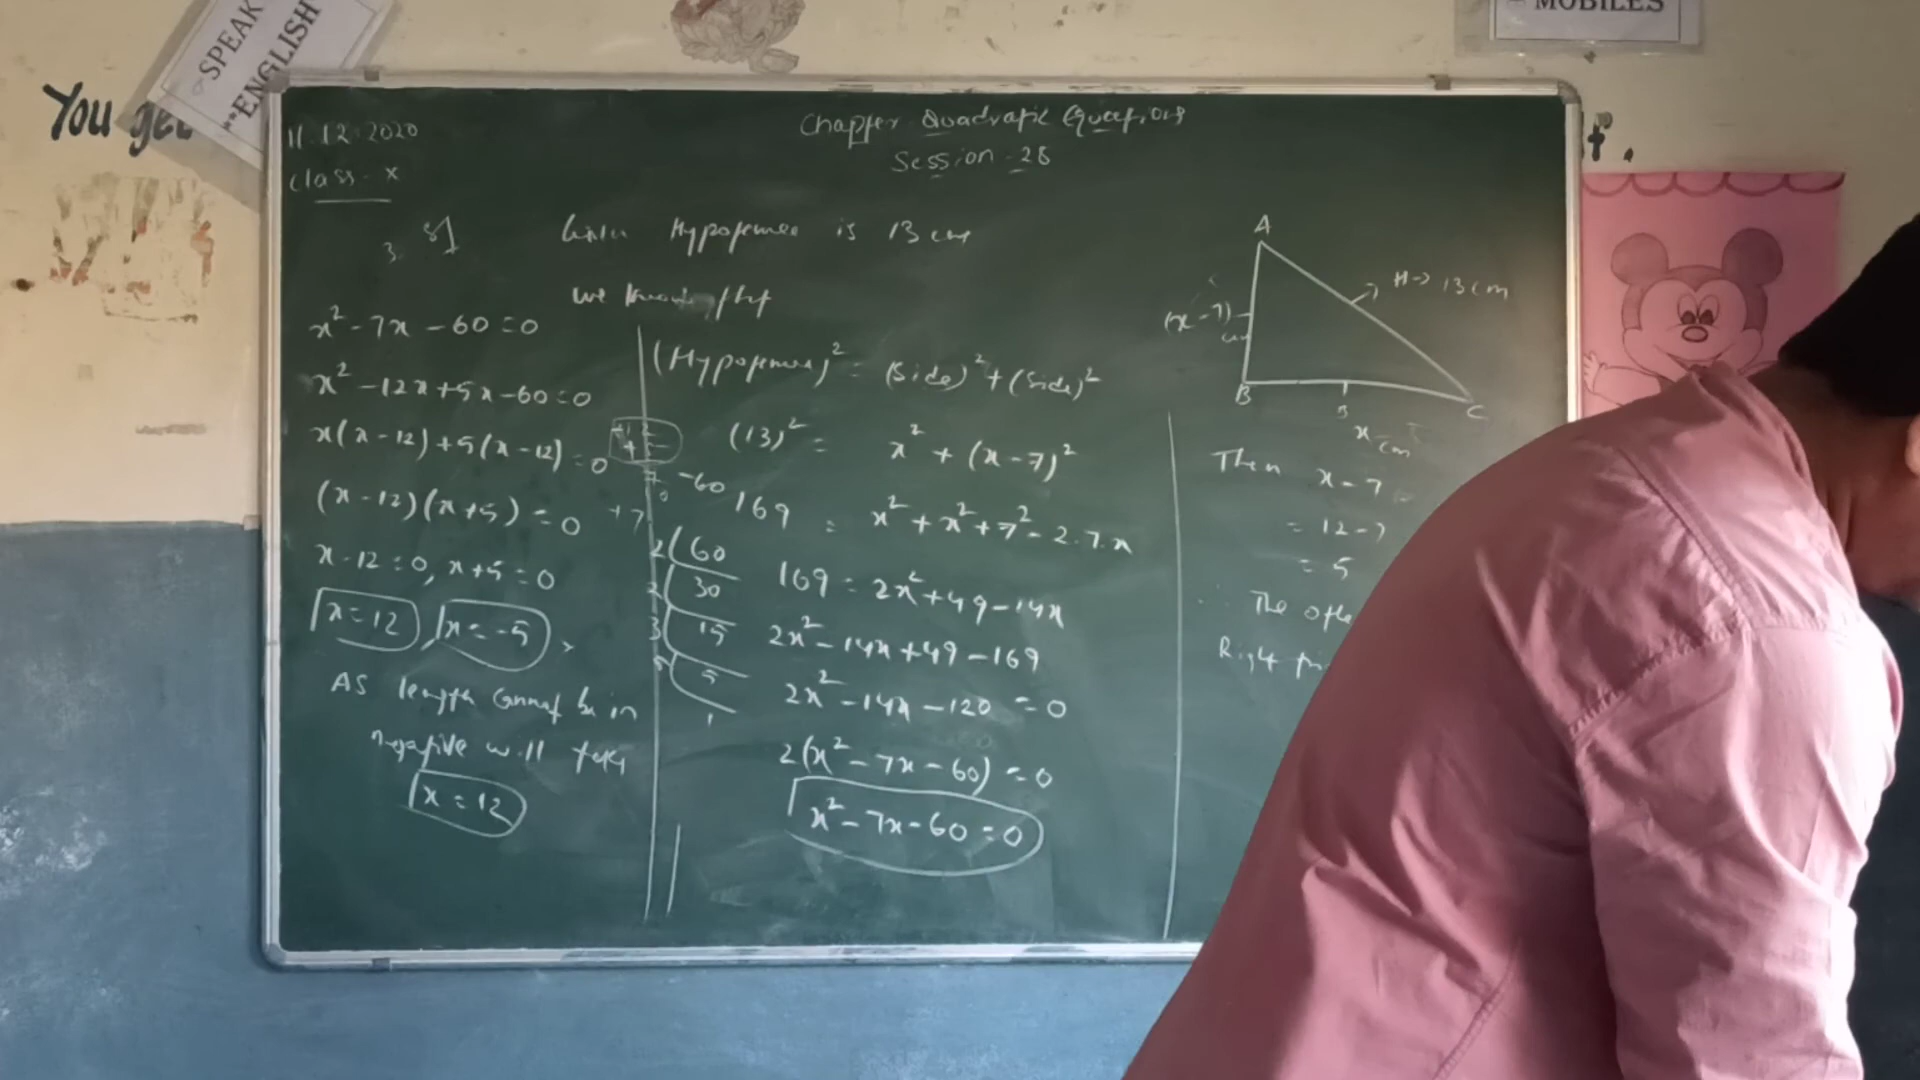 SPEAK
**ENGLISH
MOBILES
You get
t.
11.12.2020
Class - X
Chapter Quadratic Equations
Session - 28
3.
Given Hypotenuse is 13 cm
We know that
(Hypotenuse)² = (Side)² + (Side)²
(13)² = x² + (x-7)²
169 = x² + x² + 7² - 2.7.x
169 = 2x² + 49 - 14x
2x² - 14x + 49 - 169
2x² - 14x - 120 = 0
2(x² - 7x - 60) = 0
x² - 7x - 60 = 0
x² - 7x - 60 = 0
x² - 12x + 5x - 60 = 0
x(x-12) + 5(x-12) = 0
(x-12)(x+5) = 0
x-12 = 0, x+5 = 0
x = 12, x = -5
As length cannot be in
negative will take
x = 12
-60
+7
2 60
2 30
3 15
5 5
1
A
H → 13 cm
(x-7)
cm
B
C
x cm
Then x - 7
= 12 - 7
= 5
∴ The othe
Right